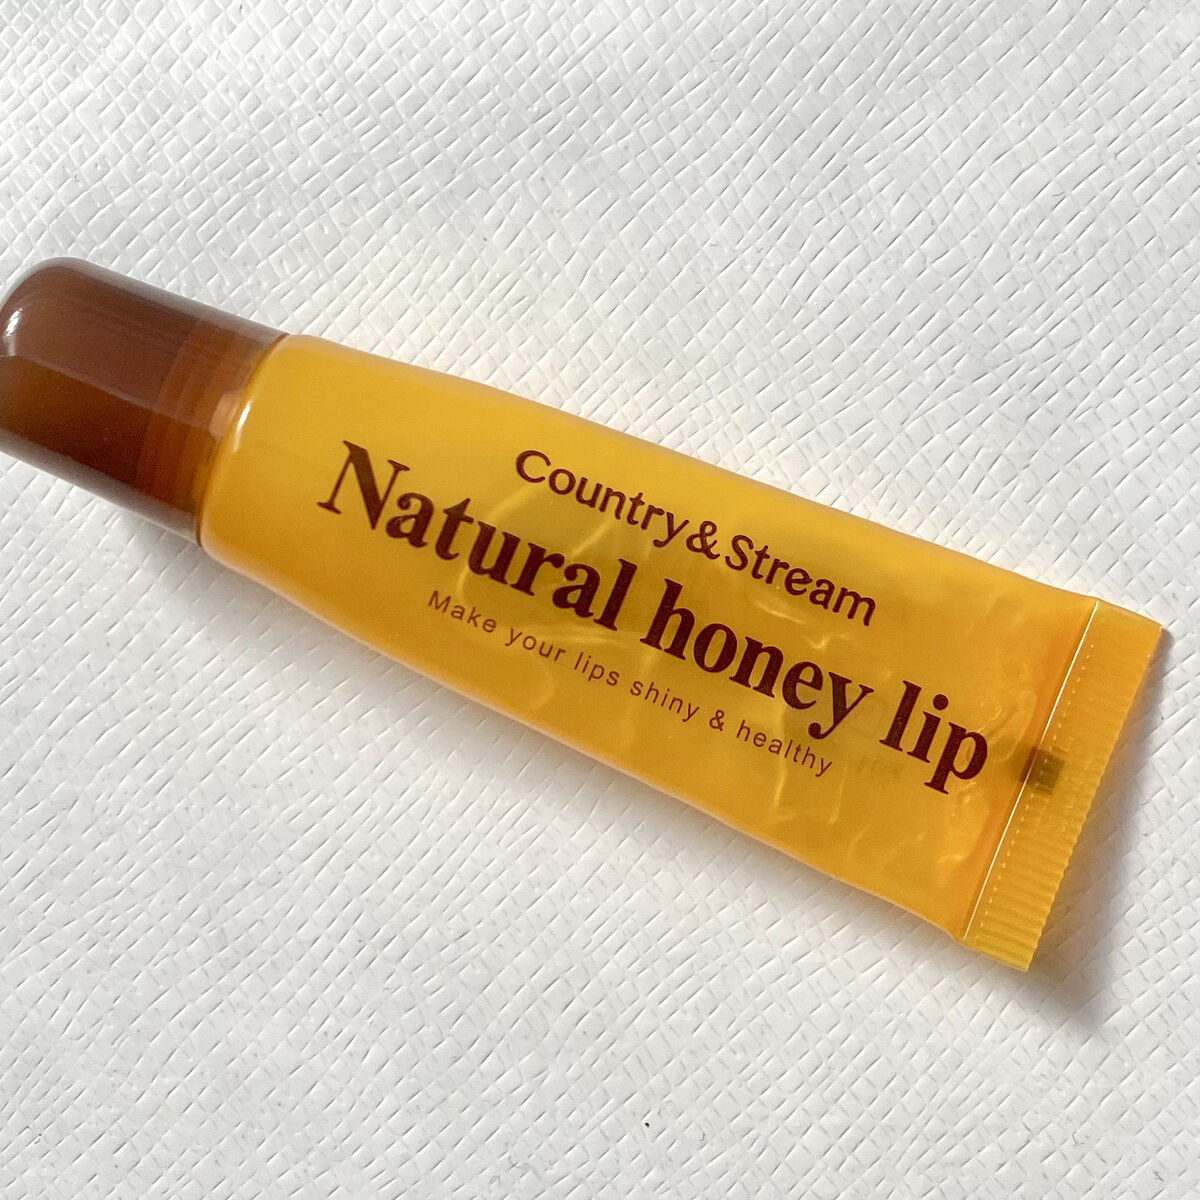 Country&Stream
Natural honey lip
Make your lips shiny & healthy